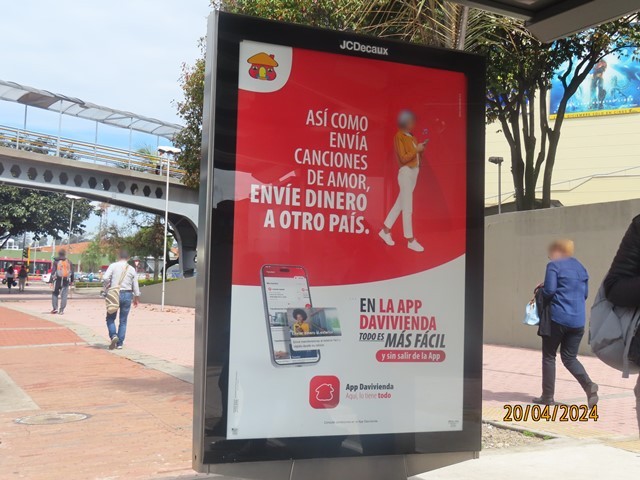 JCDecaux
ASÍ COMO
ENVÍA
CANCIONES
DE AMOR,
ENVÍE DINERO
A OTRO PAÍS.
EN LA APP
DAVIVIENDA
TODO ES MÁS FÁCIL
y sin salir de la App
App Davivienda
Aquí, lo tiene todo
20/04/2024